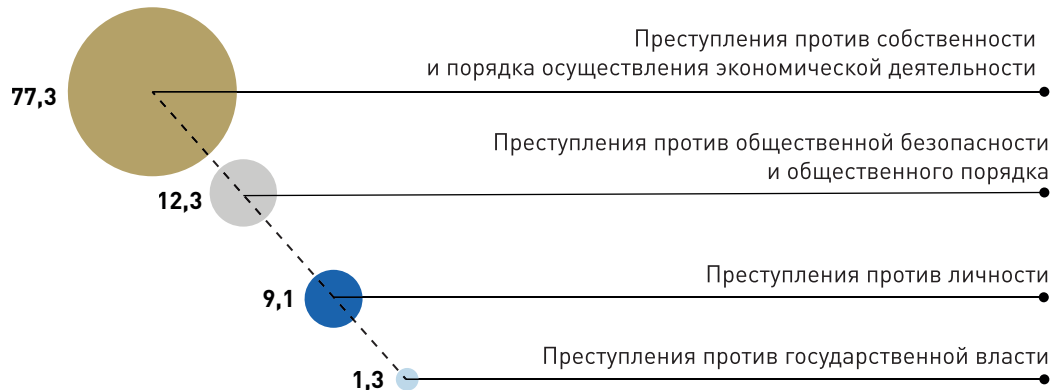 Преступления против собственности
и порядка осуществления экономической деятельности
77,3
Преступления против общественной безопасности
и общественного порядка
12,3
Преступления против личности
9,1
Преступления против государственной власти
1,3